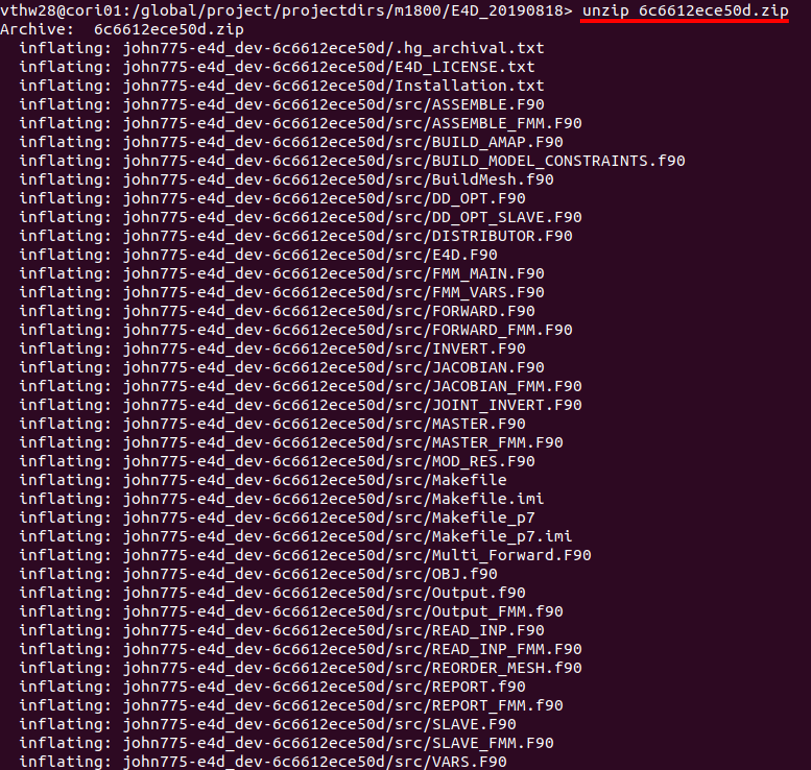 vthw28@cori01:/global/project/projectdirs/m1800/E4D_20190818> unzip 6c6612ece50d.zip
Archive:  6c6612ece50d.zip
  inflating: john775-e4d_dev-6c6612ece50d/.hg_archival.txt
  inflating: john775-e4d_dev-6c6612ece50d/E4D_LICENSE.txt
  inflating: john775-e4d_dev-6c6612ece50d/Installation.txt
  inflating: john775-e4d_dev-6c6612ece50d/src/ASSEMBLE.F90
  inflating: john775-e4d_dev-6c6612ece50d/src/ASSEMBLE_FMM.F90
  inflating: john775-e4d_dev-6c6612ece50d/src/BUILD_AMAP.F90
  inflating: john775-e4d_dev-6c6612ece50d/src/BUILD_MODEL_CONSTRAINTS.f90
  inflating: john775-e4d_dev-6c6612ece50d/src/BuildMesh.f90
  inflating: john775-e4d_dev-6c6612ece50d/src/DD_OPT.F90
  inflating: john775-e4d_dev-6c6612ece50d/src/DD_OPT_SLAVE.F90
  inflating: john775-e4d_dev-6c6612ece50d/src/DISTRIBUTOR.F90
  inflating: john775-e4d_dev-6c6612ece50d/src/E4D.F90
  inflating: john775-e4d_dev-6c6612ece50d/src/FMM_MAIN.F90
  inflating: john775-e4d_dev-6c6612ece50d/src/FMM_VARS.F90
  inflating: john775-e4d_dev-6c6612ece50d/src/FORWARD.F90
  inflating: john775-e4d_dev-6c6612ece50d/src/FORWARD_FMM.F90
  inflating: john775-e4d_dev-6c6612ece50d/src/INVERT.F90
  inflating: john775-e4d_dev-6c6612ece50d/src/JACOBIAN.F90
  inflating: john775-e4d_dev-6c6612ece50d/src/JACOBIAN_FMM.F90
  inflating: john775-e4d_dev-6c6612ece50d/src/JOINT_INVERT.F90
  inflating: john775-e4d_dev-6c6612ece50d/src/MASTER.F90
  inflating: john775-e4d_dev-6c6612ece50d/src/MASTER_FMM.F90
  inflating: john775-e4d_dev-6c6612ece50d/src/MOD_RES.F90
  inflating: john775-e4d_dev-6c6612ece50d/src/Makefile
  inflating: john775-e4d_dev-6c6612ece50d/src/Makefile.imi
  inflating: john775-e4d_dev-6c6612ece50d/src/Makefile_p7
  inflating: john775-e4d_dev-6c6612ece50d/src/Makefile_p7.imi
  inflating: john775-e4d_dev-6c6612ece50d/src/Multi_Forward.F90
  inflating: john775-e4d_dev-6c6612ece50d/src/OBJ.f90
  inflating: john775-e4d_dev-6c6612ece50d/src/Output.f90
  inflating: john775-e4d_dev-6c6612ece50d/src/Output_FMM.f90
  inflating: john775-e4d_dev-6c6612ece50d/src/READ_INP.F90
  inflating: john775-e4d_dev-6c6612ece50d/src/READ_INP_FMM.F90
  inflating: john775-e4d_dev-6c6612ece50d/src/REORDER_MESH.f90
  inflating: john775-e4d_dev-6c6612ece50d/src/REPORT.f90
  inflating: john775-e4d_dev-6c6612ece50d/src/REPORT_FMM.f90
  inflating: john775-e4d_dev-6c6612ece50d/src/SLAVE.F90
  inflating: john775-e4d_dev-6c6612ece50d/src/SLAVE_FMM.F90
  inflating: john775-e4d_dev-6c6612ece50d/src/VARS.F90